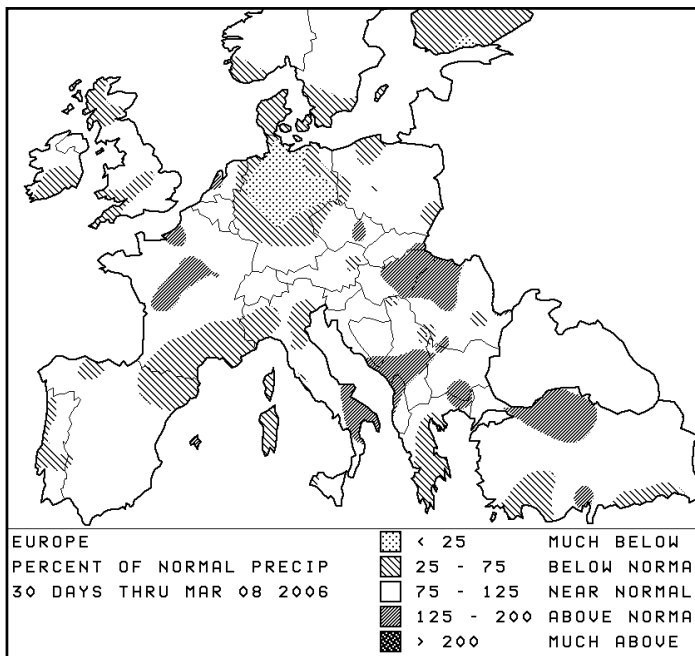 EUROPE
PERCENT OF NORMAL PRECIP
30 DAYS THRU MAR 08 2006
< 25 MUCH BELOW
25 - 75 BELOW NORMA
75 - 125 NEAR NORMAL
125 - 200 ABOVE NORMA
> 200 MUCH ABOVE